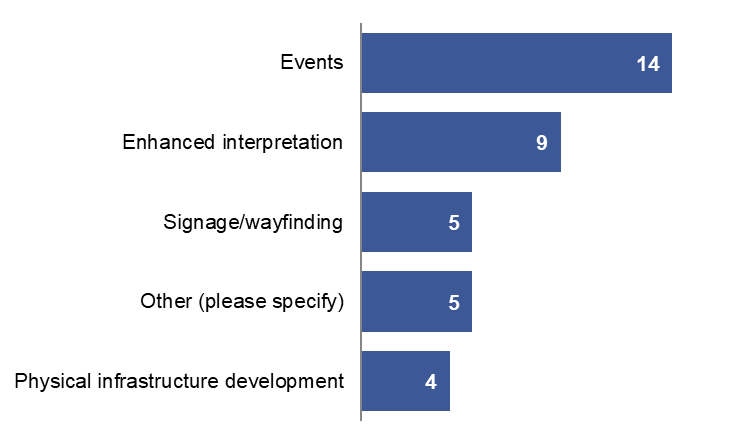 Events 14
Enhanced interpretation 9
Signage/wayfinding 5
Other (please specify) 5
Physical infrastructure development 4